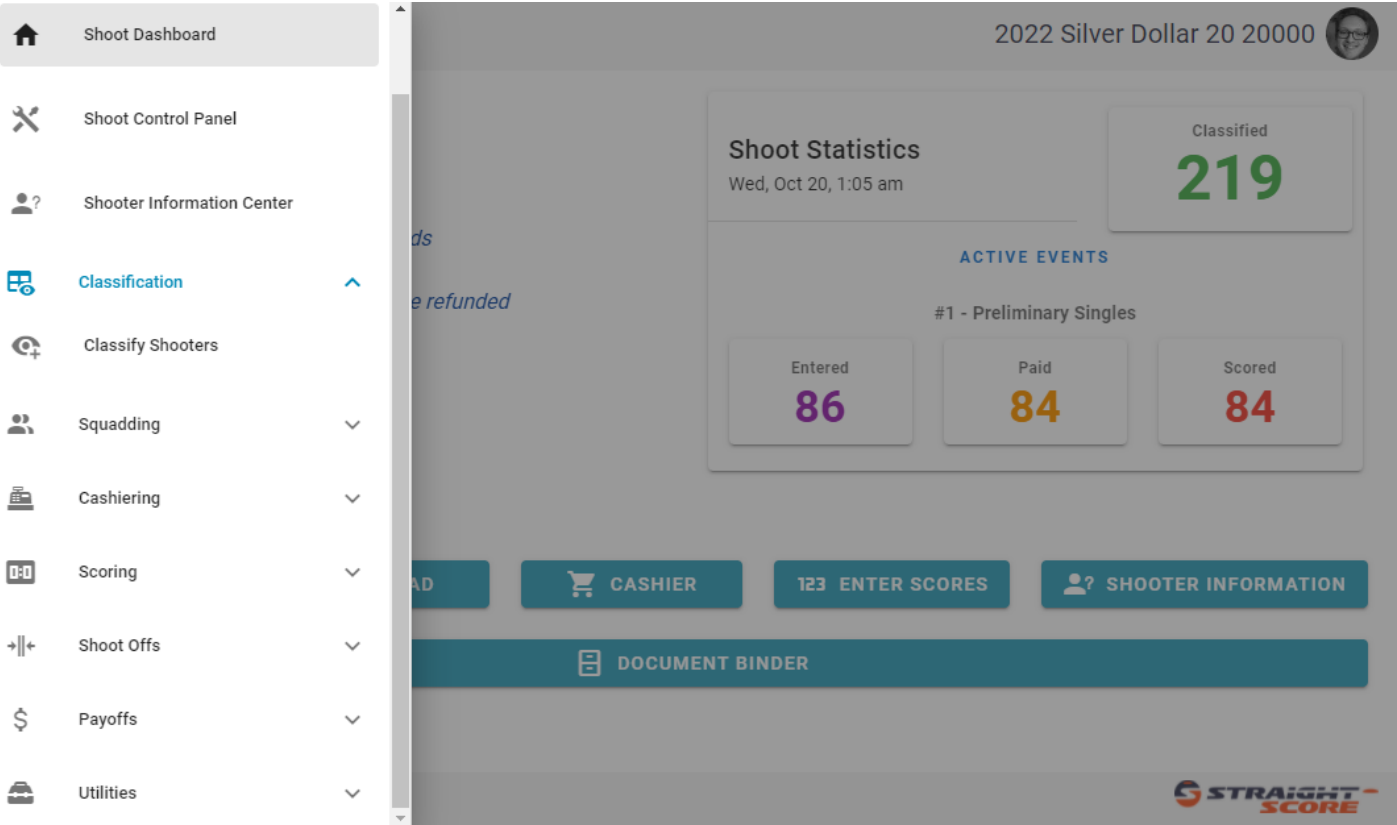 Shoot Dashboard
Shoot Control Panel
Shooter Information Center
Classification
Classify Shooters
Squadding
Cashiering
Scoring
Shoot Offs
Payoffs
Utilities
2022 Silver Dollar 20 20000
Shoot Statistics
Wed, Oct 20, 1:05 am
Classified
219
ds
e refunded
ACTIVE EVENTS
#1 - Preliminary Singles
Entered
86
Paid
84
Scored
84
AD
CASHIER
123 ENTER SCORES
SHOOTER INFORMATION
DOCUMENT BINDER
STRAIGHT-
SCORE